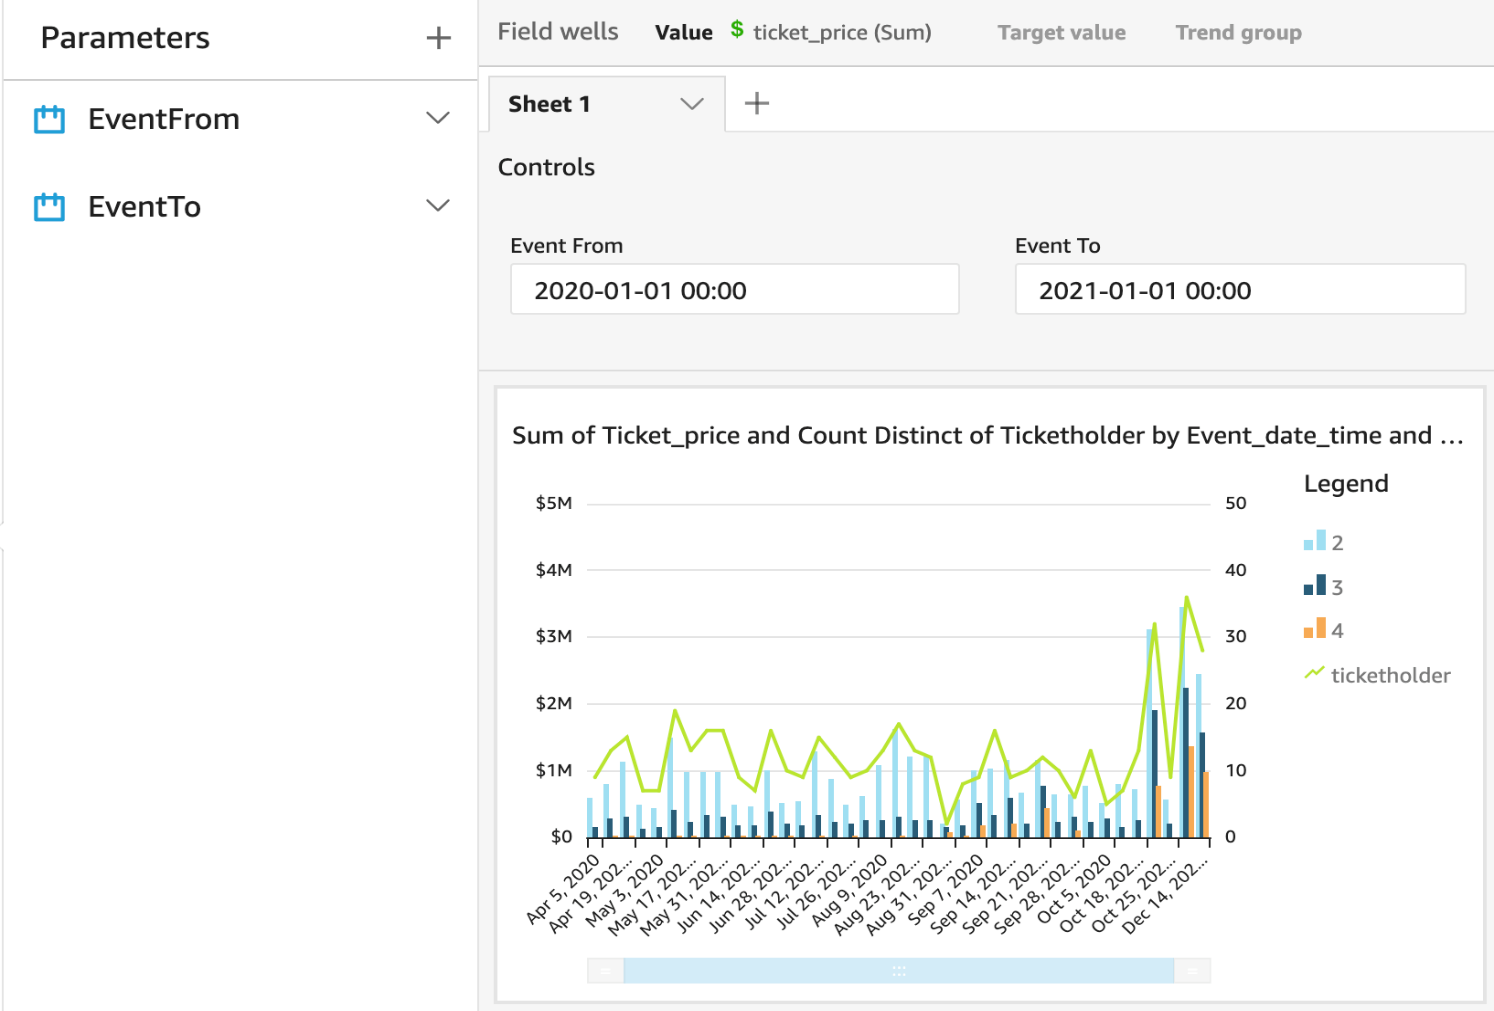 Parameters
EventFrom
EventTo
Field wells Value $ ticket_price (Sum) Target value Trend group
Sheet 1
Controls
Event From Event To
2020-01-01 00:00 2021-01-01 00:00
Sum of Ticket_price and Count Distinct of Ticketholder by Event_date_time and ...
Legend
2
3
4
ticketholder
$5M 50
$4M 40
$3M 30
$2M 20
$1M 10
$0 0
Apr 5, 2020
Apr 19, 202...
May 3, 2020
May 17, 202...
May 31, 202...
Jun 14, 202...
Jun 28, 202...
Jul 12, 202...
Jul 26, 202...
Aug 9, 2020
Aug 23, 202...
Aug 31, 202...
Sep 7, 2020
Sep 14, 202...
Sep 21, 202...
Sep 28, 202...
Oct 5, 2020
Oct 18, 202...
Oct 25, 202...
Dec 14, 202...